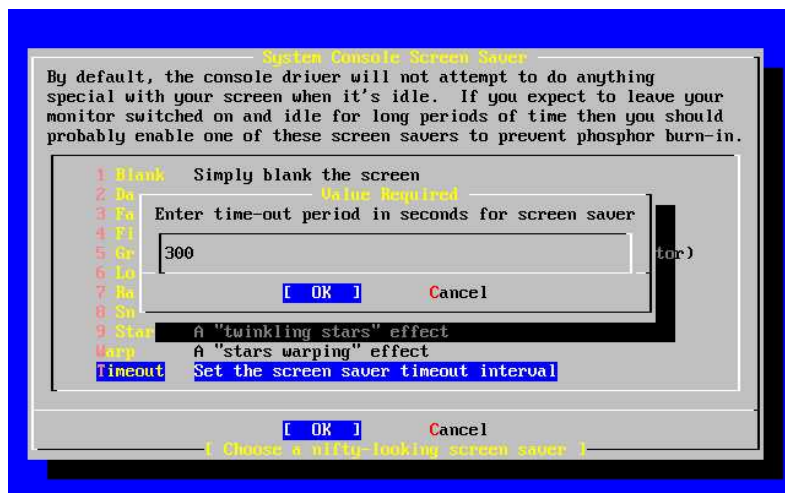 System Console Screen Saver
By default, the console driver will not attempt to do anything
special with your screen when it's idle.  If you expect to leave your
monitor switched on and idle for long periods of time then you should
probably enable one of these screen savers to prevent phosphor burn-in.
1 Blank Simply blank the screen
2 Da
Value Required
3 Fa
Enter time-out period in seconds for screen saver
4 Fi
5 Gr
300
tor)
6 Lo
7 Ra
[ OK ] Cancel
8 Sn
9 Star A "twinkling stars" effect
Warp A "stars warping" effect
Timeout Set the screen saver timeout interval
[ OK ] Cancel
[ Choose a nifty-looking screen saver ]